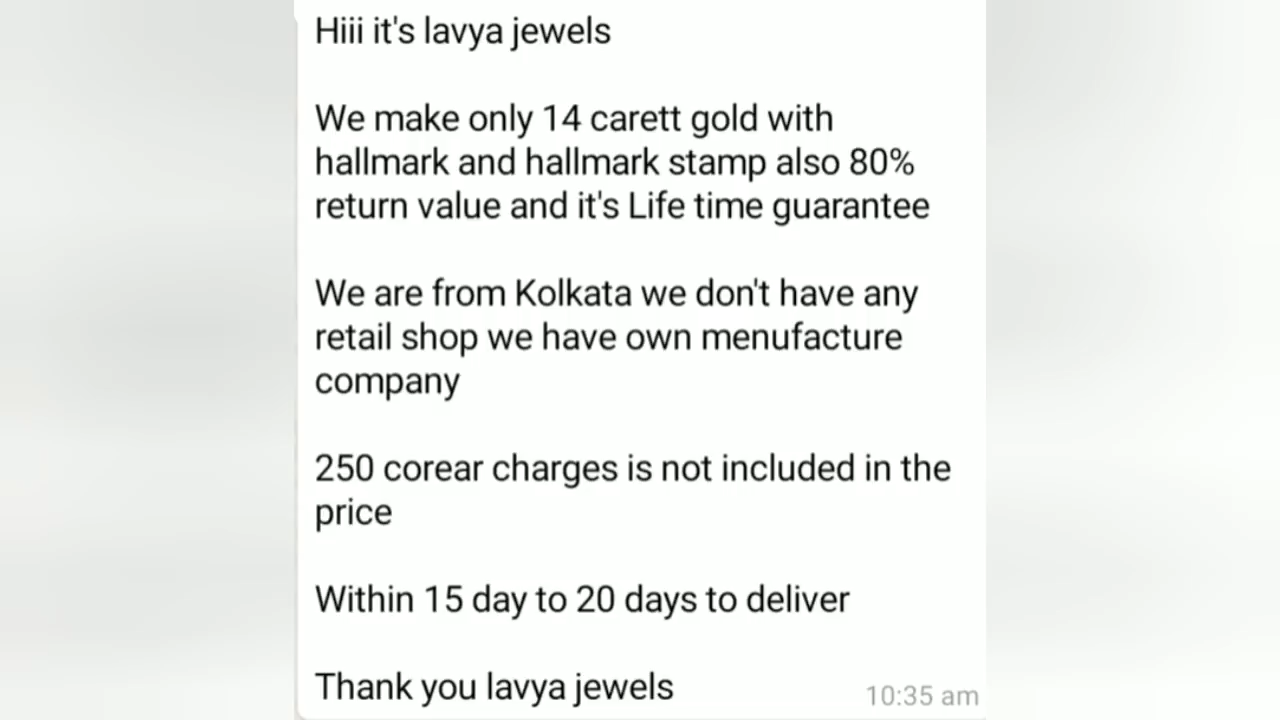 Hiii it's lavya jewels
We make only 14 carett gold with
hallmark and hallmark stamp also 80%
return value and it's Life time guarantee
We are from Kolkata we don't have any
retail shop we have own menufacture
company
250 corear charges is not included in the
price
Within 15 day to 20 days to deliver
Thank you lavya jewels
10:35 am